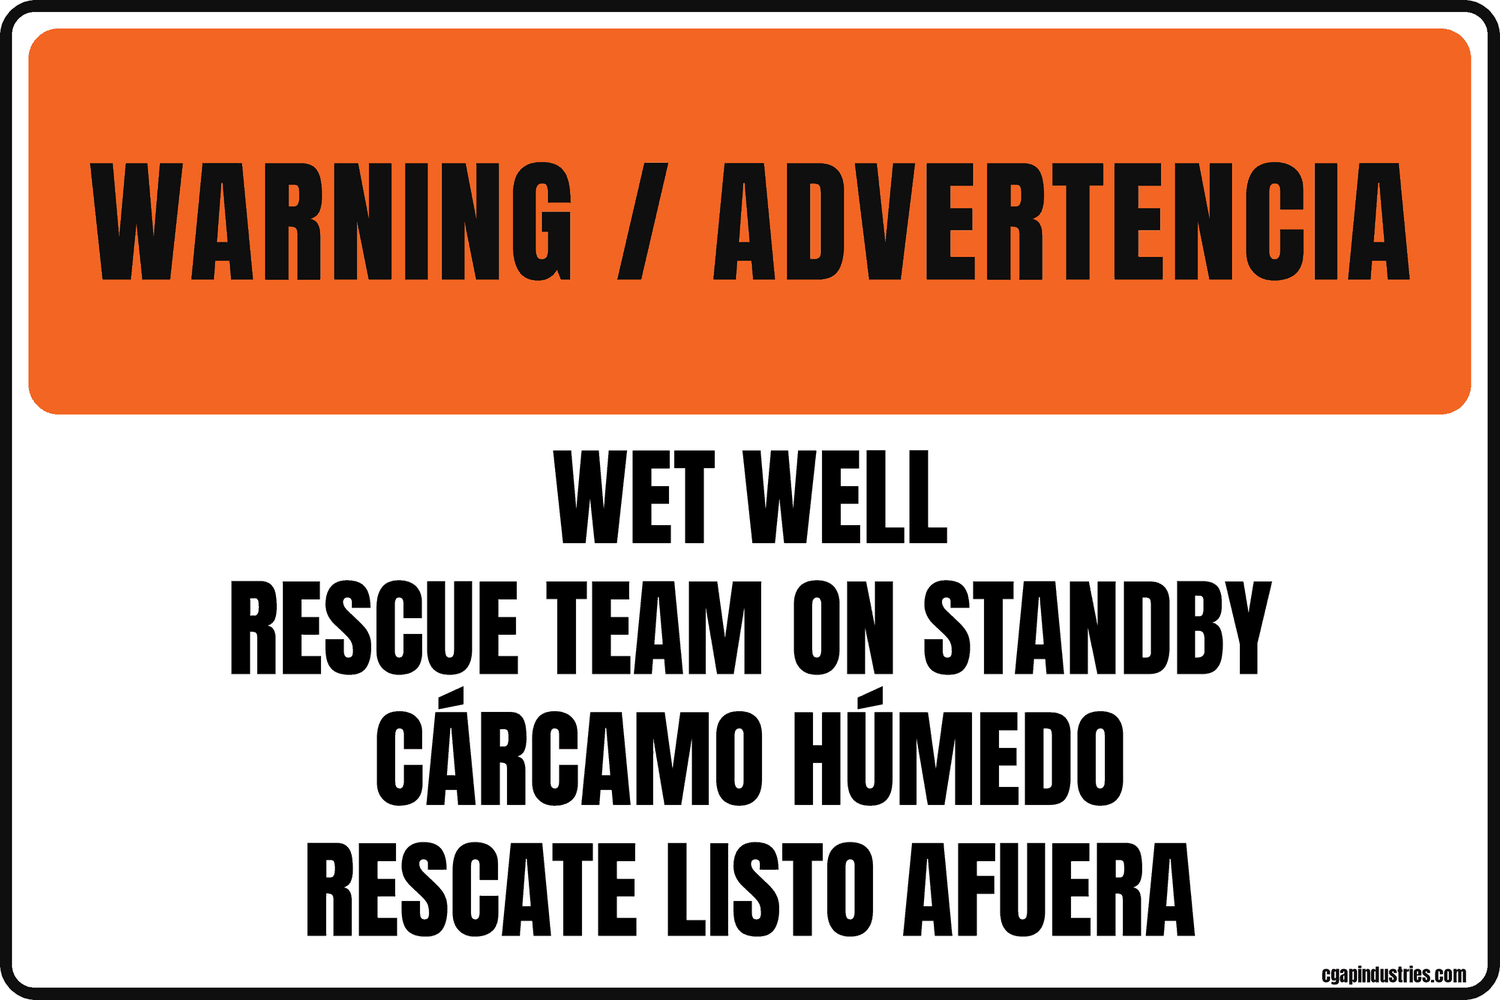 WARNING / ADVERTENCIA
WET WELL
RESCUE TEAM ON STANDBY
CÁRCAMO HÚMEDO
RESCATE LISTO AFUERA
cgapindustries.com